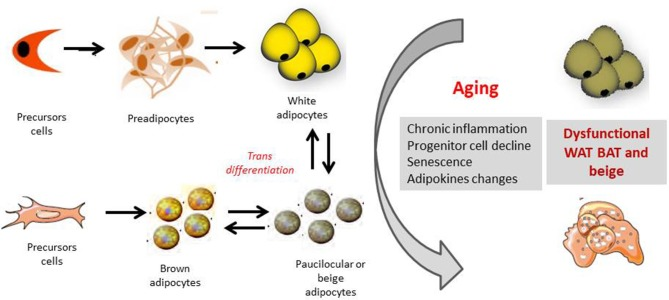 Precursors
cells
Preadipocytes
White
adipocytes
Trans
differentiation
Precursors
cells
Brown
adipocytes
Paucilocular or
beige
adipocytes
Aging
Chronic inflammation
Progenitor cell decline
Senescence
Adipokines changes
Dysfunctional
WAT BAT and
beige